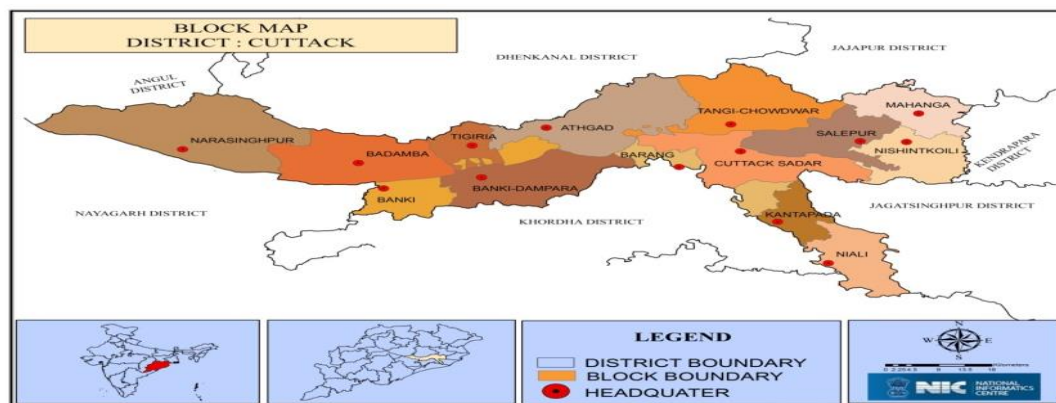 BLOCK MAP
DISTRICT : CUTTACK
ANGUL
DISTRICT
DHENKANAL DISTRICT
JAJAPUR DISTRICT
NARASINGHPUR
BADAMBA
TIGIRIA
ATHGAD
TANGI-CHOWDWAR
MAHANGA
SALEPUR
NISHINTKOILI
KENDRAPARA
DISTRICT
BARANG
CUTTACK SADAR
BANKI
BANKI-DAMPARA
NAYAGARH DISTRICT
KHORDHA DISTRICT
JAGATSINGHPUR DISTRICT
KANTAPADA
NIALI
LEGEND
DISTRICT BOUNDARY
BLOCK BOUNDARY
HEADQUATER
N
W E
S
NIC
NATIONAL
INFORMATICS
CENTRE